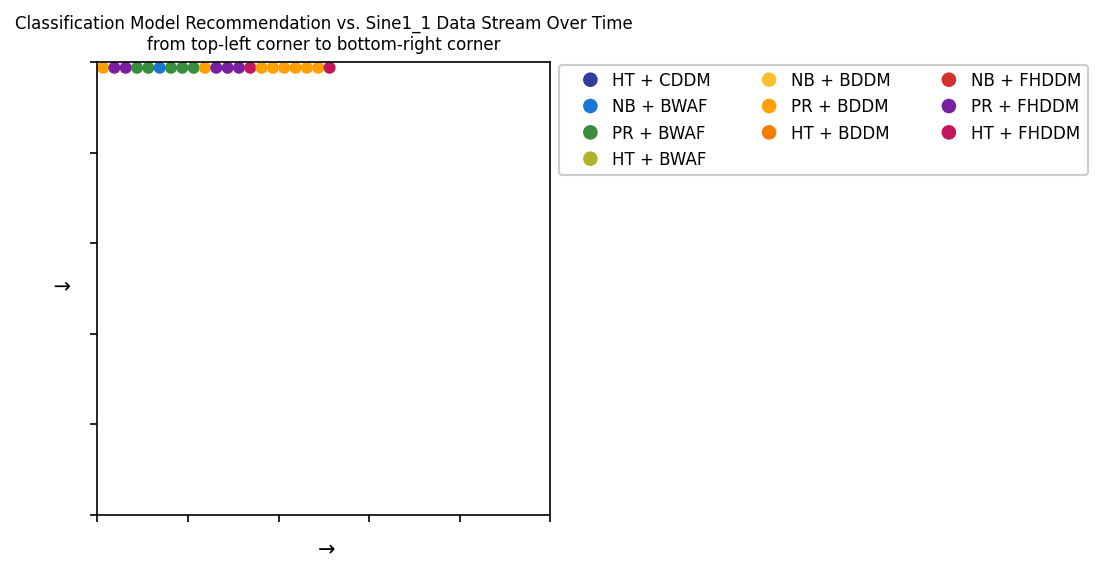 Classification Model Recommendation vs. Sine1_1 Data Stream Over Time
from top-left corner to bottom-right corner
HT + CDDM
NB + BWAF
PR + BWAF
HT + BWAF
NB + BDDM
PR + BDDM
HT + BDDM
NB + FHDDM
PR + FHDDM
HT + FHDDM
→
→